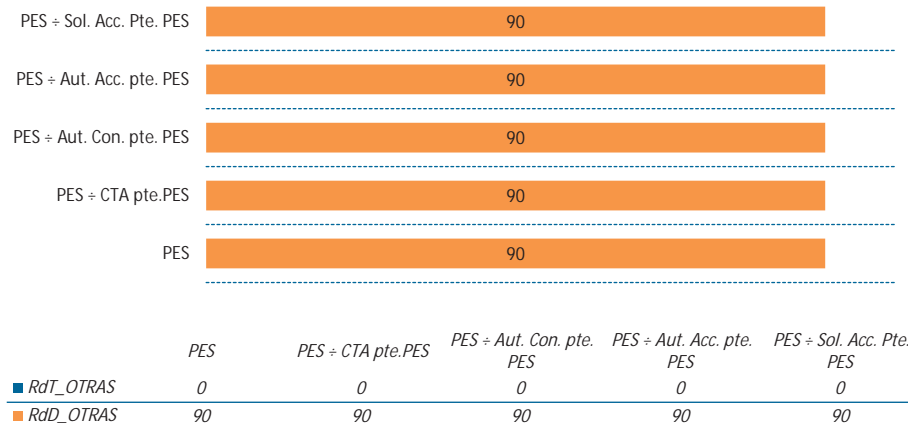 PES ÷ Sol. Acc. Pte. PES
90
PES ÷ Aut. Acc. pte. PES
90
PES ÷ Aut. Con. pte. PES
90
PES ÷ CTA pte.PES
90
PES
90
PES PES ÷ CTA pte.PES PES ÷ Aut. Con. pte. PES PES ÷ Aut. Acc. pte. PES PES ÷ Sol. Acc. Pte. PES
RdT_OTRAS 0 0 0 0 0
RdD_OTRAS 90 90 90 90 90